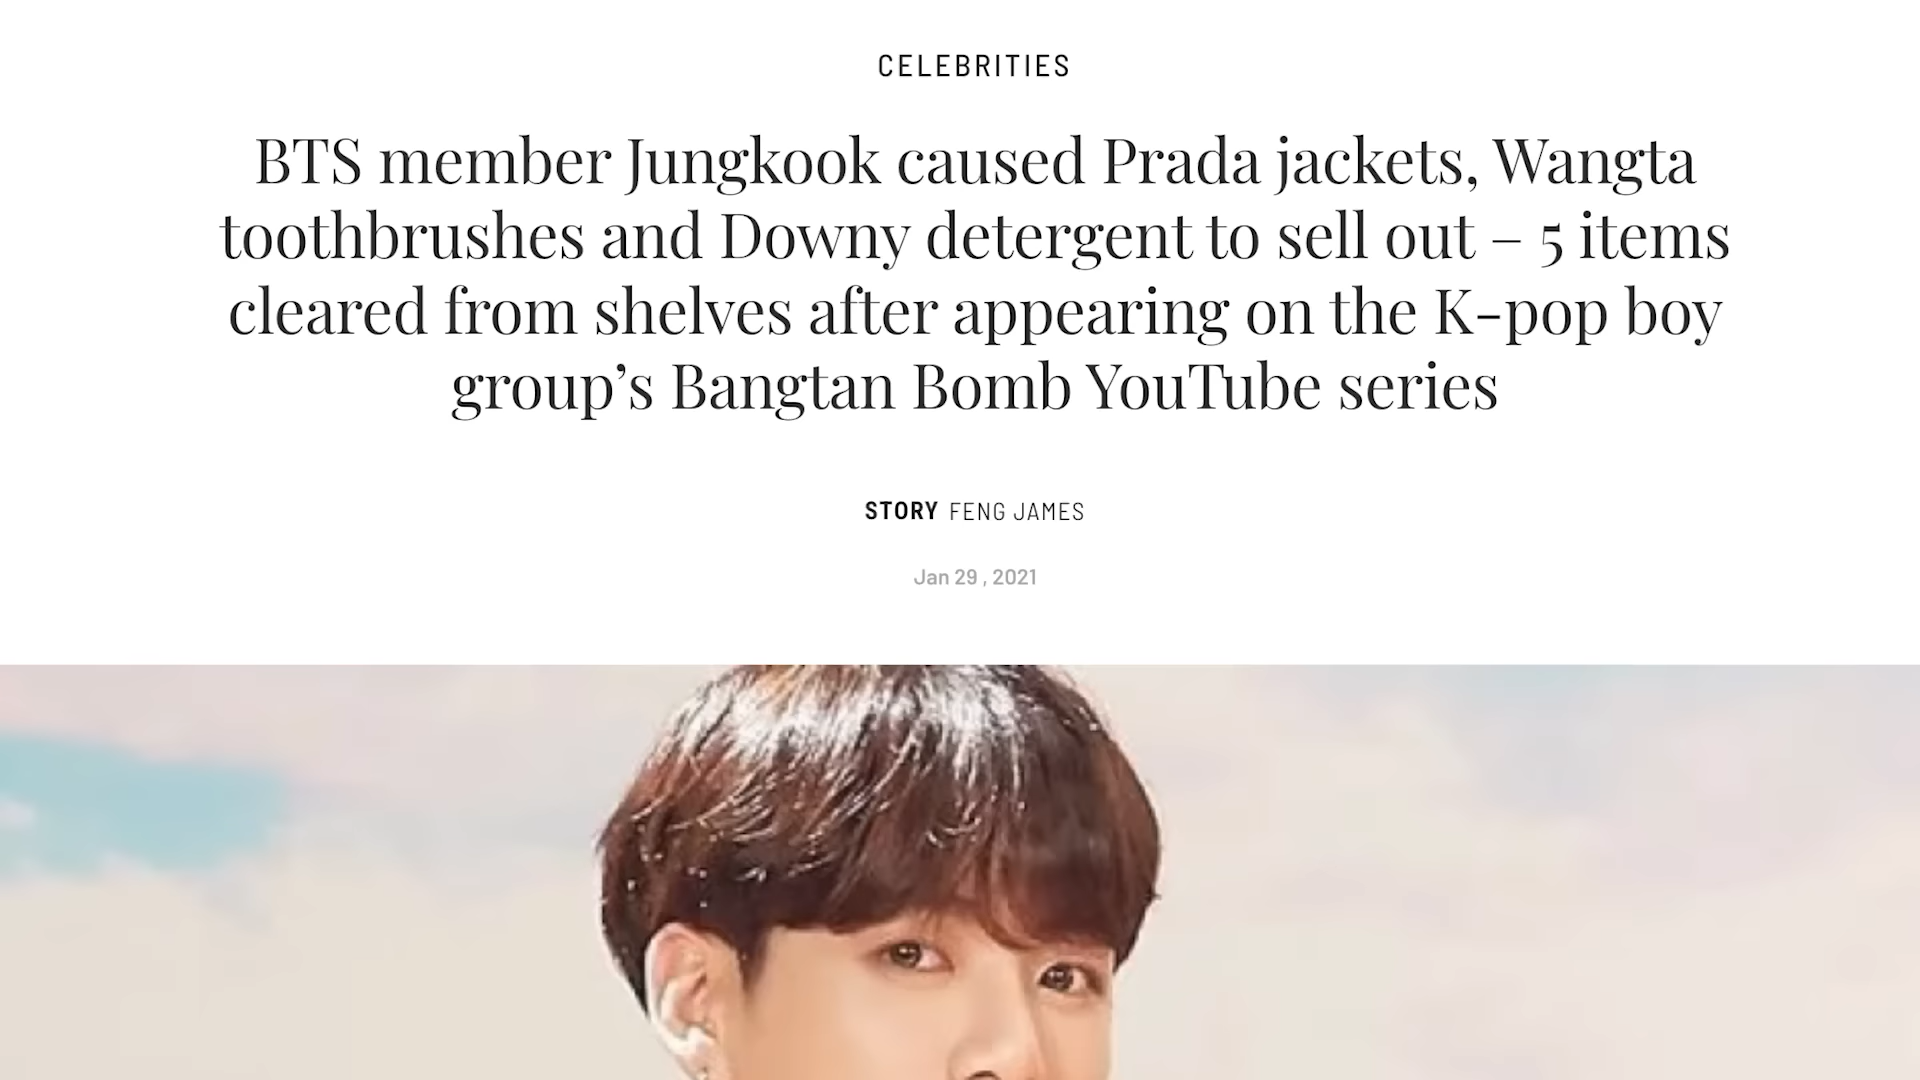 CELEBRITIES
BTS member Jungkook caused Prada jackets, Wangta
toothbrushes and Downy detergent to sell out – 5 items
cleared from shelves after appearing on the K-pop boy
group’s Bangtan Bomb YouTube series
STORY FENG JAMES
Jan 29 , 2021